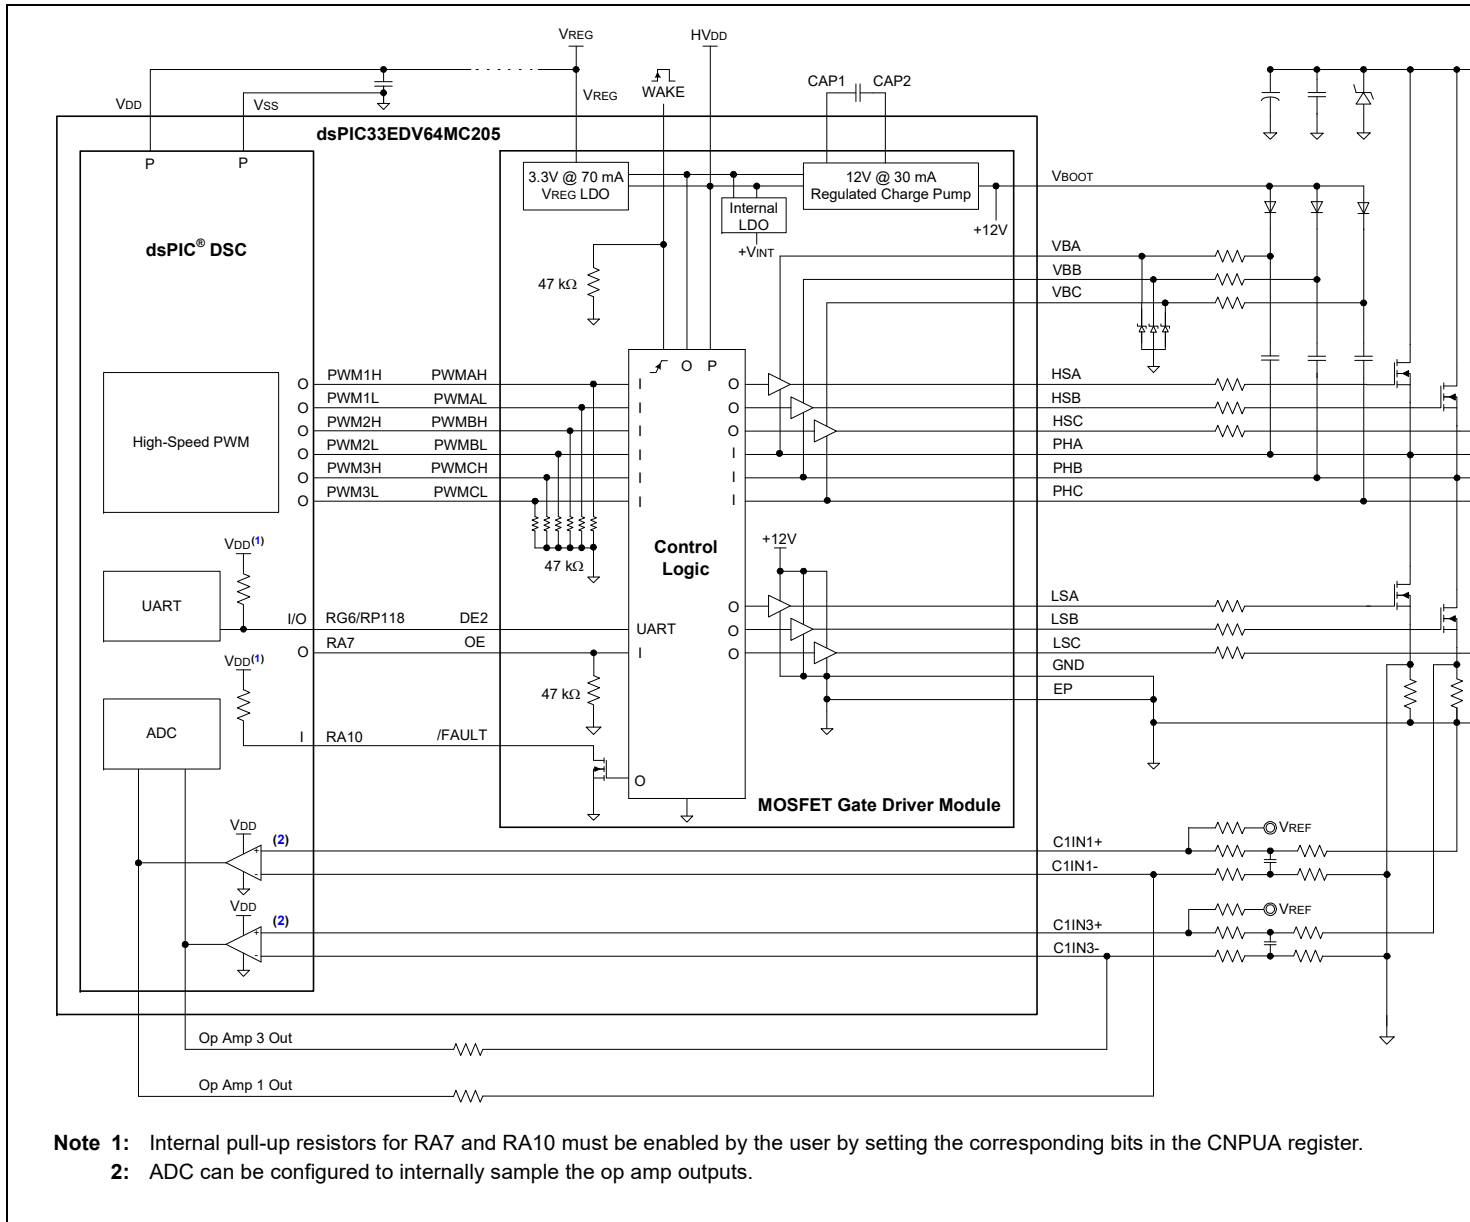 VREG
HVDD
WAKE
CAP1
CAP2
VDD
VSS
VREG
dsPIC33EDV64MC205
P
P
dsPIC® DSC
3.3V @ 70 mA
VREG LDO
Internal
LDO
+VINT
12V @ 30 mA
Regulated Charge Pump
+12V
VBOOT
VBA
VBB
VBC
47 kΩ
O
P
High-Speed PWM
O
PWM1H
PWMAH
I
O
HSA
O
PWM1L
PWMAL
I
O
HSB
O
PWM2H
PWMBH
I
O
HSC
O
PWM2L
PWMBL
I
I
PHA
O
PWM3H
PWMCH
I
I
PHB
O
PWM3L
PWMCL
I
I
PHC
47 kΩ
Control
Logic
+12V
VDD(1)
UART
I/O
RG6/RP118
DE2
UART
O
RA7
OE
I
O
LSA
O
LSB
O
LSC
GND
EP
VDD(1)
47 kΩ
ADC
I
RA10
/FAULT
O
MOSFET Gate Driver Module
VDD
(2)
+
-
C1IN1+
C1IN1-
VREF
VDD
(2)
+
-
C1IN3+
C1IN3-
VREF
Op Amp 3 Out
Op Amp 1 Out
Note 1: Internal pull-up resistors for RA7 and RA10 must be enabled by the user by setting the corresponding bits in the CNPUA register.
2: ADC can be configured to internally sample the op amp outputs.